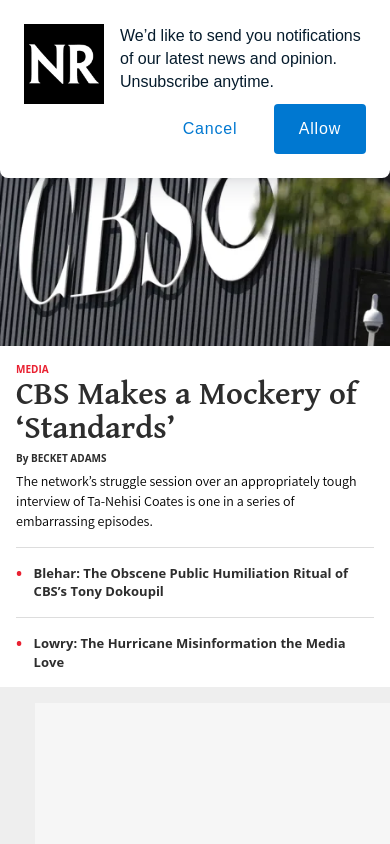 NR
We’d like to send you notifications
of our latest news and opinion.
Unsubscribe anytime.
Cancel
Allow
CBS
MEDIA
CBS Makes a Mockery of
‘Standards’
By BECKET ADAMS
The network’s struggle session over an appropriately tough
interview of Ta-Nehisi Coates is one in a series of
embarrassing episodes.
Blehar: The Obscene Public Humiliation Ritual of
CBS’s Tony Dokoupil
Lowry: The Hurricane Misinformation the Media
Love